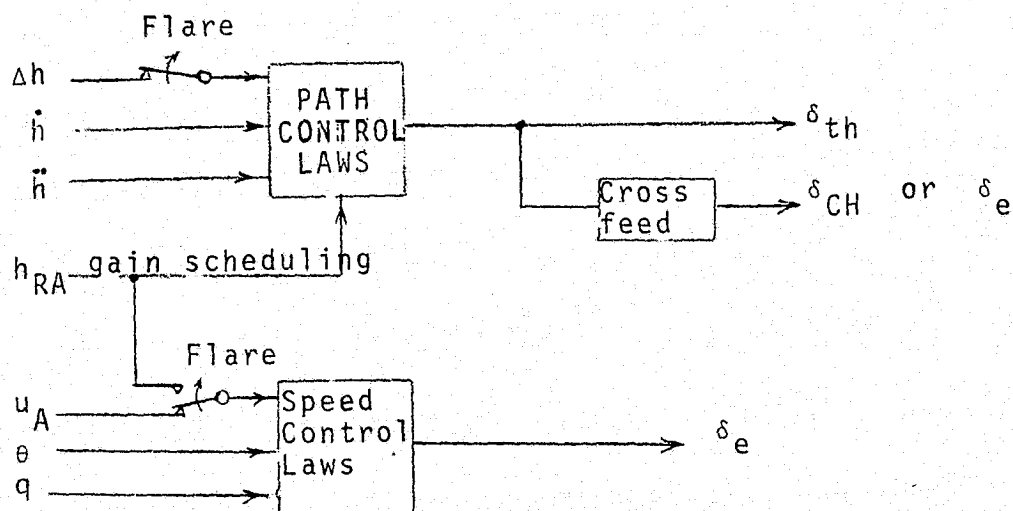 Flare
Δh
ḣ
ḧ
PATH
CONTROL
LAWS
δth
Cross
feed
δCH or δe
hRA gain scheduling
Flare
uA
θ
q
Speed
Control
Laws
δe